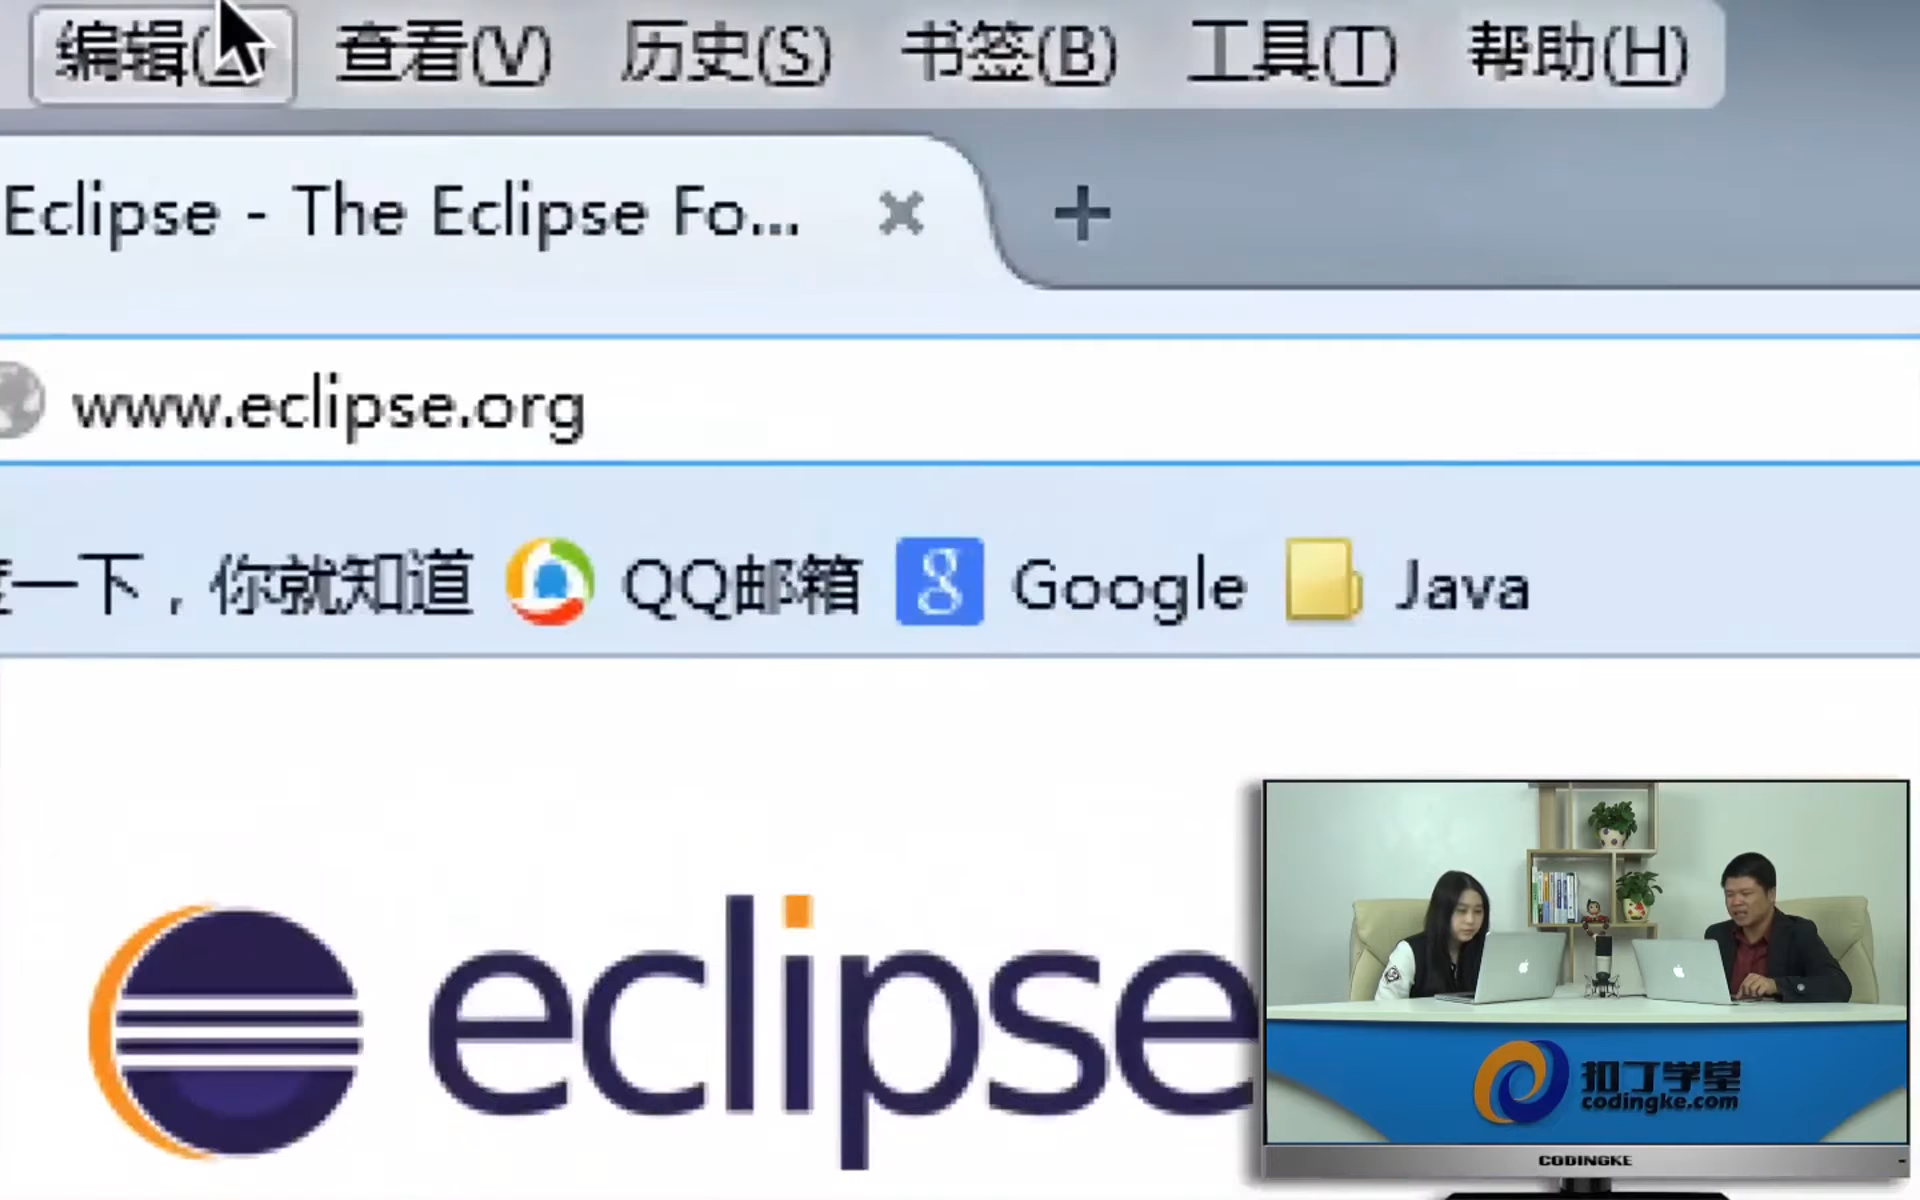 编辑( 查看(V) 历史(S) 书签(B) 工具(T) 帮助(H)
Eclipse - The Eclipse Fo...
www.eclipse.org
一下，你就知道 QQ邮箱 Google Java
eclipse
扣丁学堂
codingke.com
CODINGKE